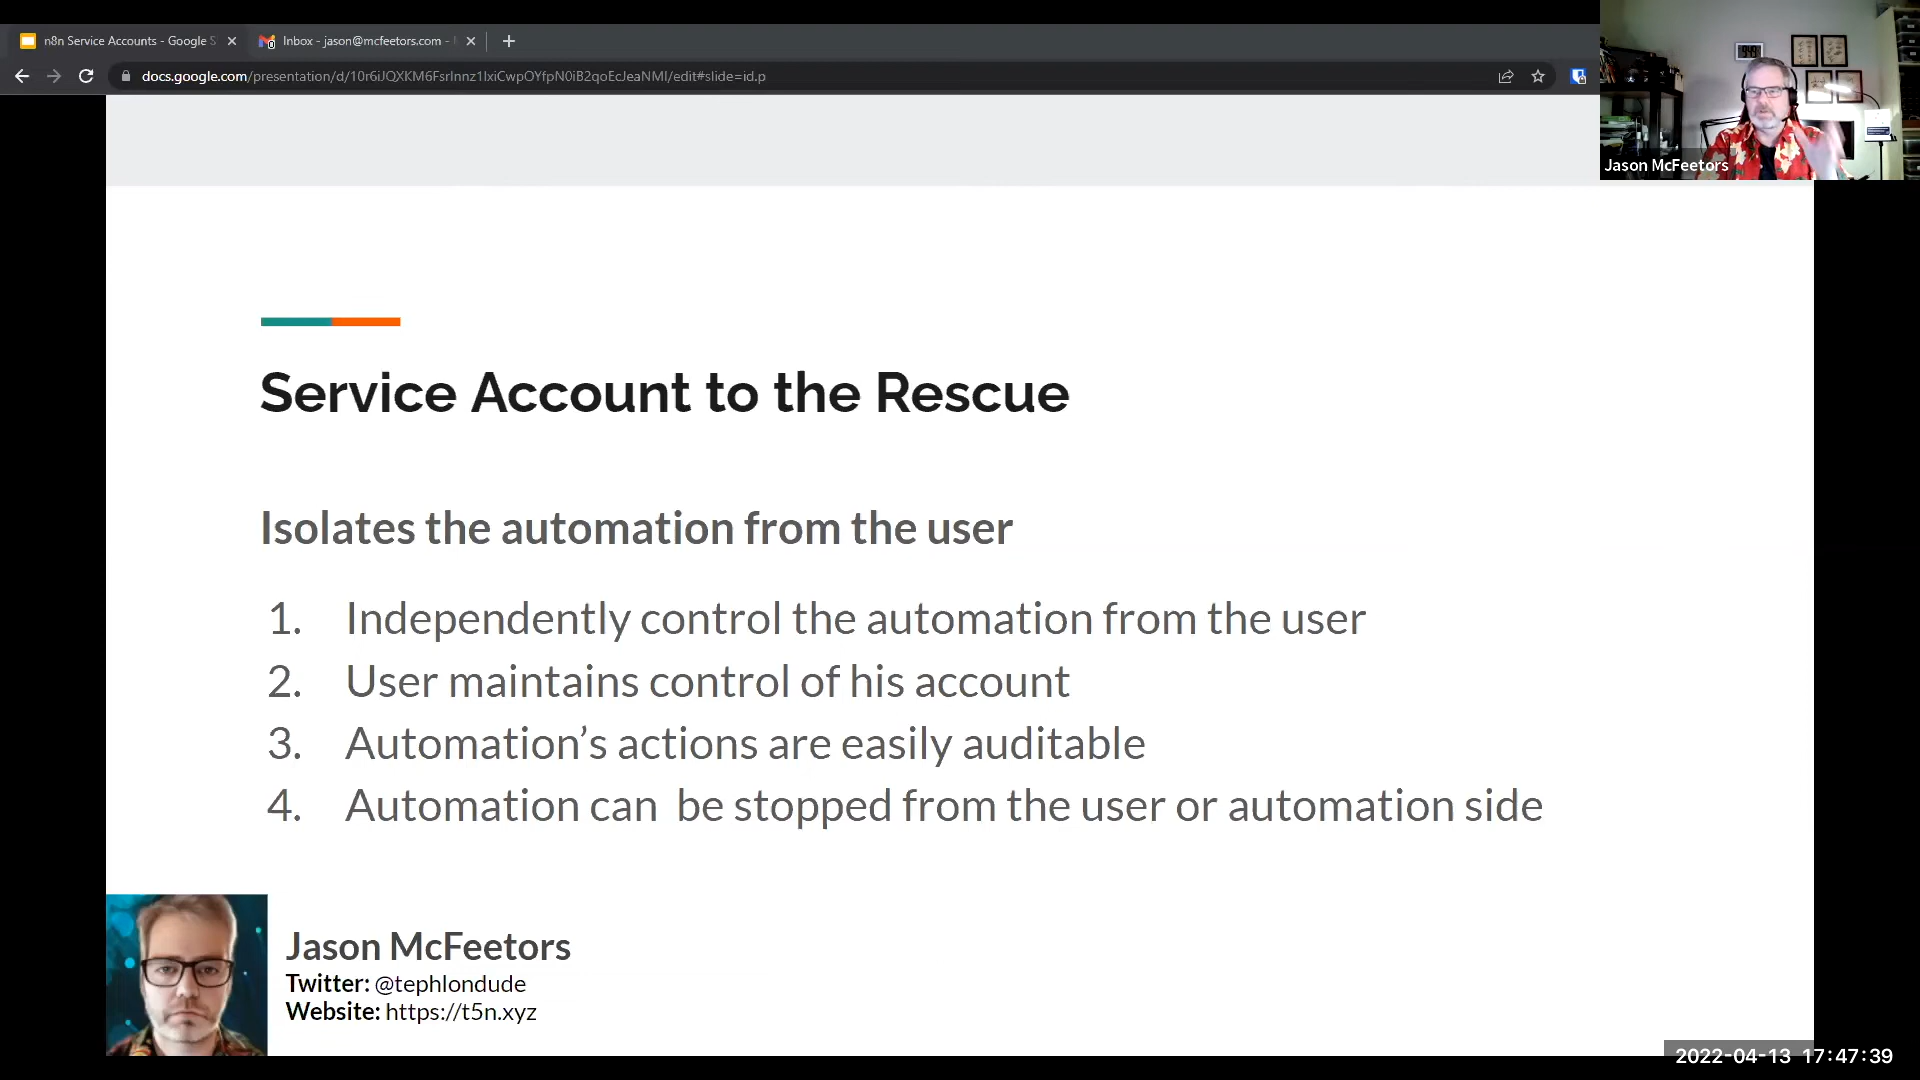 n8n Service Accounts - Google S
Inbox - jason@mcfeetors.com -
docs.google.com/presentation/d/10r6iJQXKM6FsrInnz1lxiCwpOYfpN0iB2qoEcJeaNMI/edit#slide=id.p
Jason McFeetors
Service Account to the Rescue
Isolates the automation from the user
1. Independently control the automation from the user
2. User maintains control of his account
3. Automation’s actions are easily auditable
4. Automation can  be stopped from the user or automation side
Jason McFeetors
Twitter: @tephlondude
Website: https://t5n.xyz
2022-04-13 17:47:39